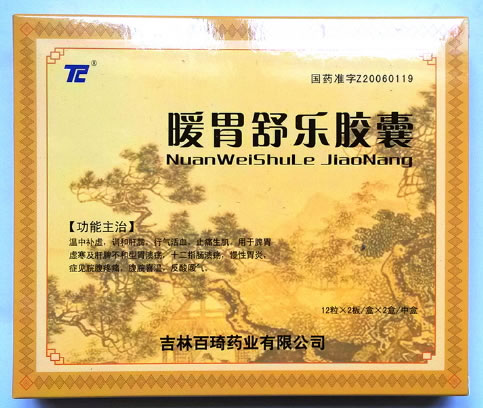 TC®
国药准字Z20060119
暖胃舒乐胶囊
NuanWeiShuLe JiaoNang
【功能主治】
温中补虚，调和肝脾，行气活血，止痛生肌，用于脾胃
虚寒及肝脾不和型胃溃疡，十二指肠溃疡，慢性胃炎，
症见脘腹疼痛，腹胀喜温，反酸嗳气。
12粒×2板/盒×2盒/中盒
吉林百琦药业有限公司